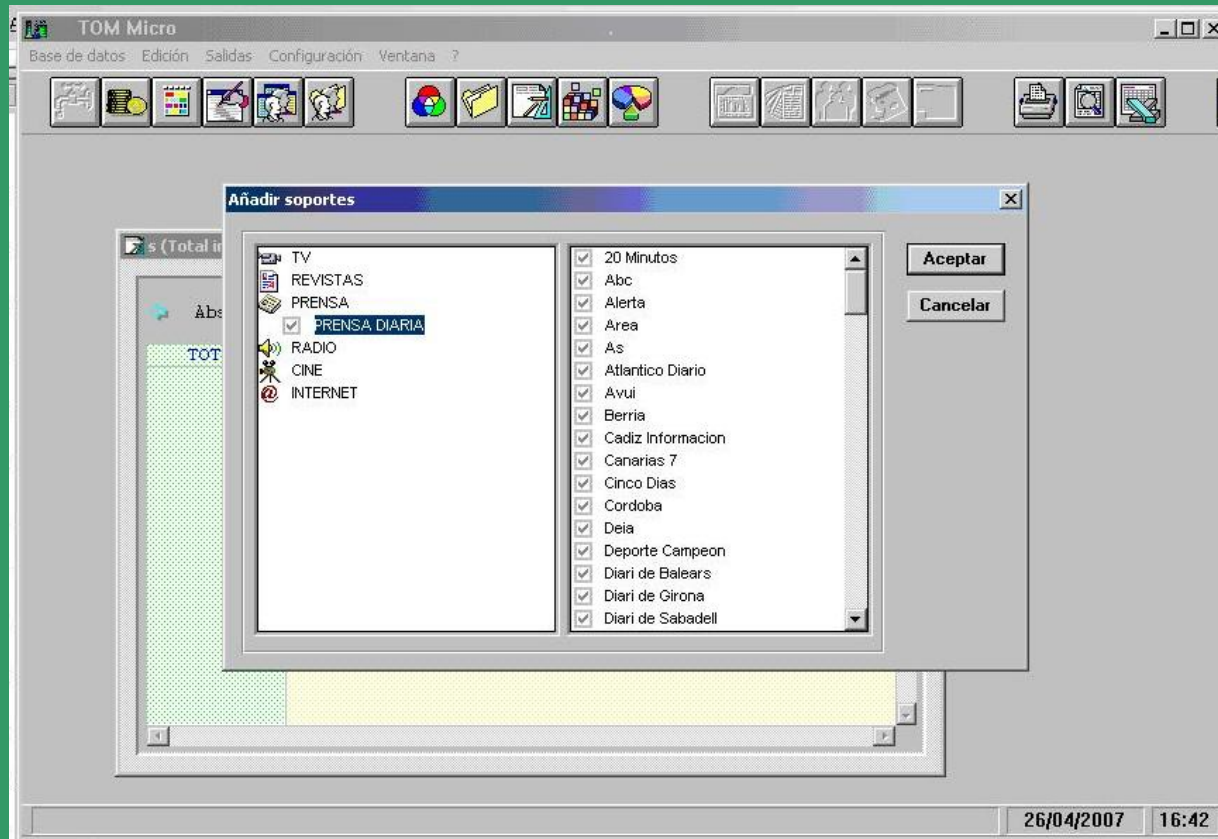 TOM Micro
Base de datos Edición Salidas Configuración Ventana ?
Añadir soportes
s (Total in
Abs
TOT
TV
REVISTAS
PRENSA
PRENSA DIARIA
RADIO
CINE
INTERNET
20 Minutos
Abc
Alerta
Area
As
Atlantico Diario
Avui
Berria
Cadiz Informacion
Canarias 7
Cinco Dias
Cordoba
Deia
Deporte Campeon
Diari de Balears
Diari de Girona
Diari de Sabadell
Aceptar
Cancelar
26/04/2007 16:42